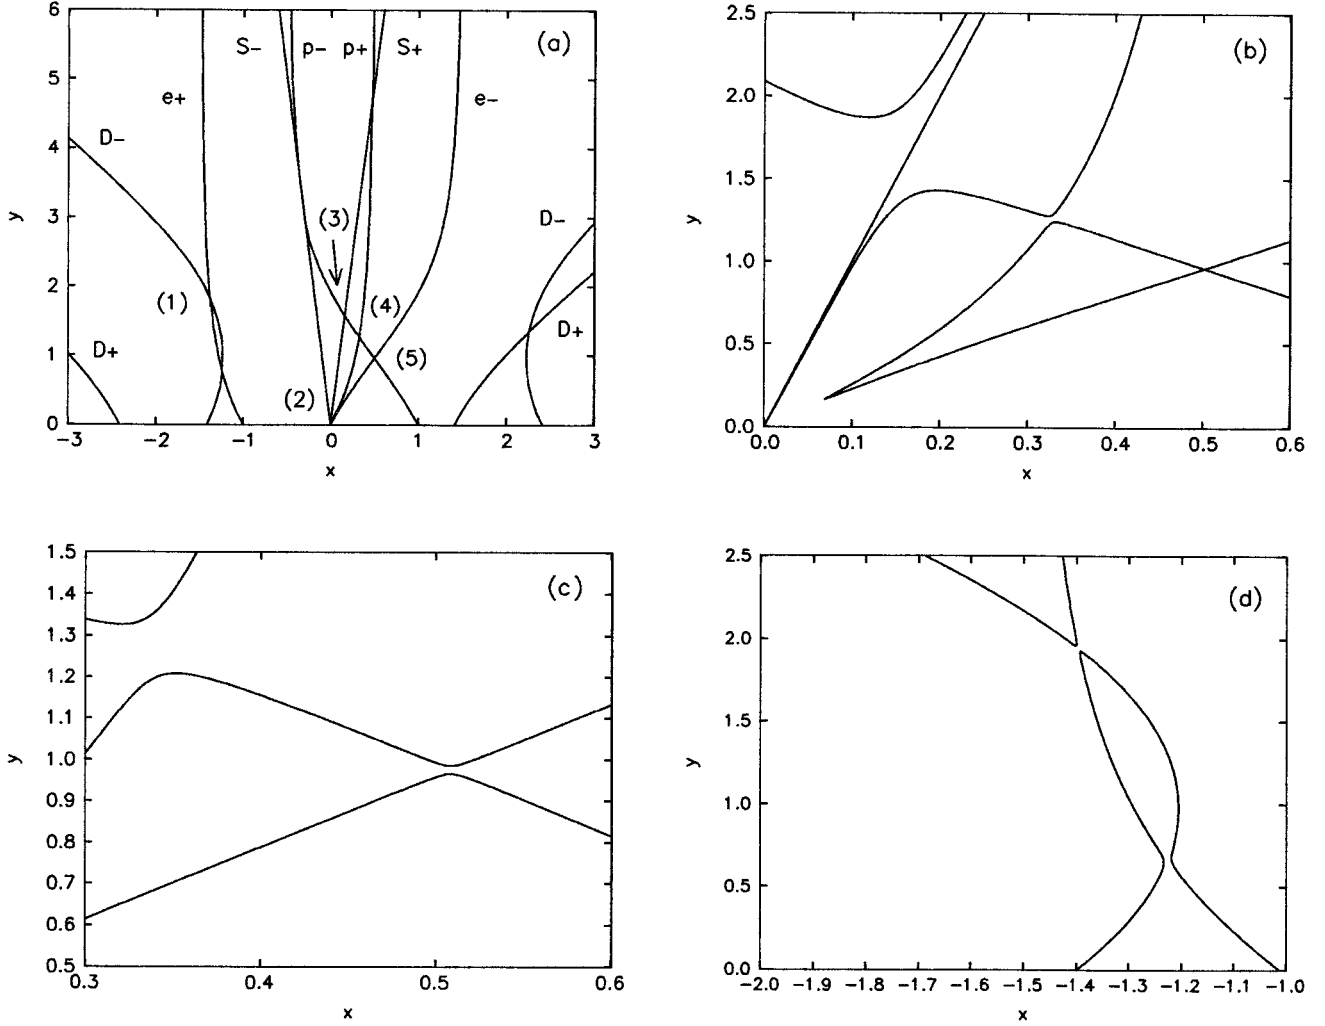 (a)
6
5
4
3
2
1
0
y
S−
p−
p+
S+
e+
e−
D−
D−
D+
D+
(1)
(2)
(3)
(4)
(5)
−3
−2
−1
0
1
2
3
x
(b)
2.5
2.0
1.5
1.0
0.5
0.0
y
0.0
0.1
0.2
0.3
0.4
0.5
0.6
x
(c)
1.5
1.4
1.3
1.2
1.1
1.0
0.9
0.8
0.7
0.6
0.5
y
0.3
0.4
0.5
0.6
x
(d)
2.5
2.0
1.5
1.0
0.5
0.0
y
−2.0
−1.9
−1.8
−1.7
−1.6
−1.5
−1.4
−1.3
−1.2
−1.1
−1.0
x